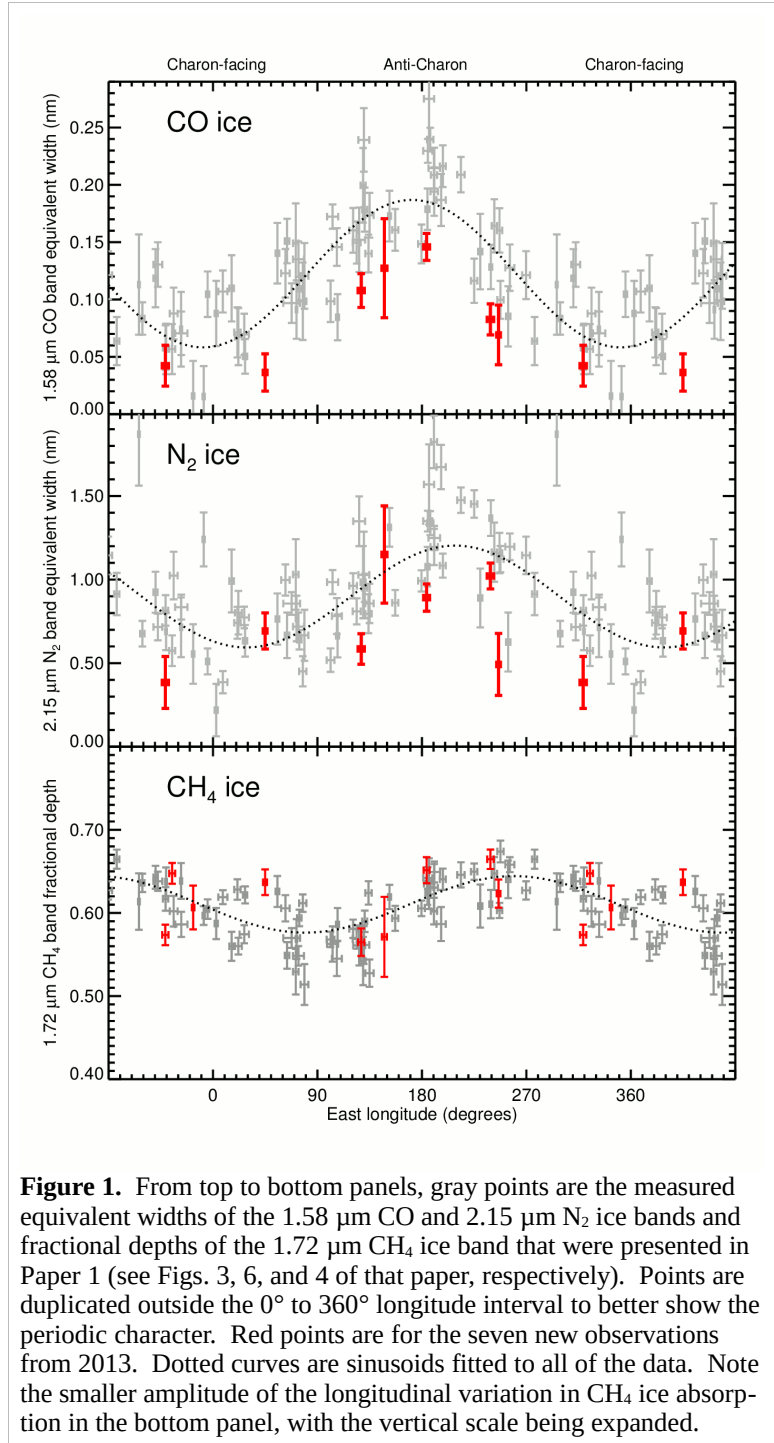 Charon-facing Anti-Charon Charon-facing
CO ice
1.58 µm CO band equivalent width (nm)
0.25
0.20
0.15
0.10
0.05
0.00
N₂ ice
2.15 µm N₂ band equivalent width (nm)
1.50
1.00
0.50
0.00
CH₄ ice
1.72 µm CH₄ band fractional depth
0.70
0.60
0.50
0.40
0 90 180 270 360
East longitude (degrees)
Figure 1. From top to bottom panels, gray points are the measured
equivalent widths of the 1.58 µm CO and 2.15 µm N₂ ice bands and
fractional depths of the 1.72 µm CH₄ ice band that were presented in
Paper 1 (see Figs. 3, 6, and 4 of that paper, respectively). Points are
duplicated outside the 0° to 360° longitude interval to better show the
periodic character. Red points are for the seven new observations
from 2013. Dotted curves are sinusoids fitted to all of the data. Note
the smaller amplitude of the longitudinal variation in CH₄ ice absorp-
tion in the bottom panel, with the vertical scale being expanded.